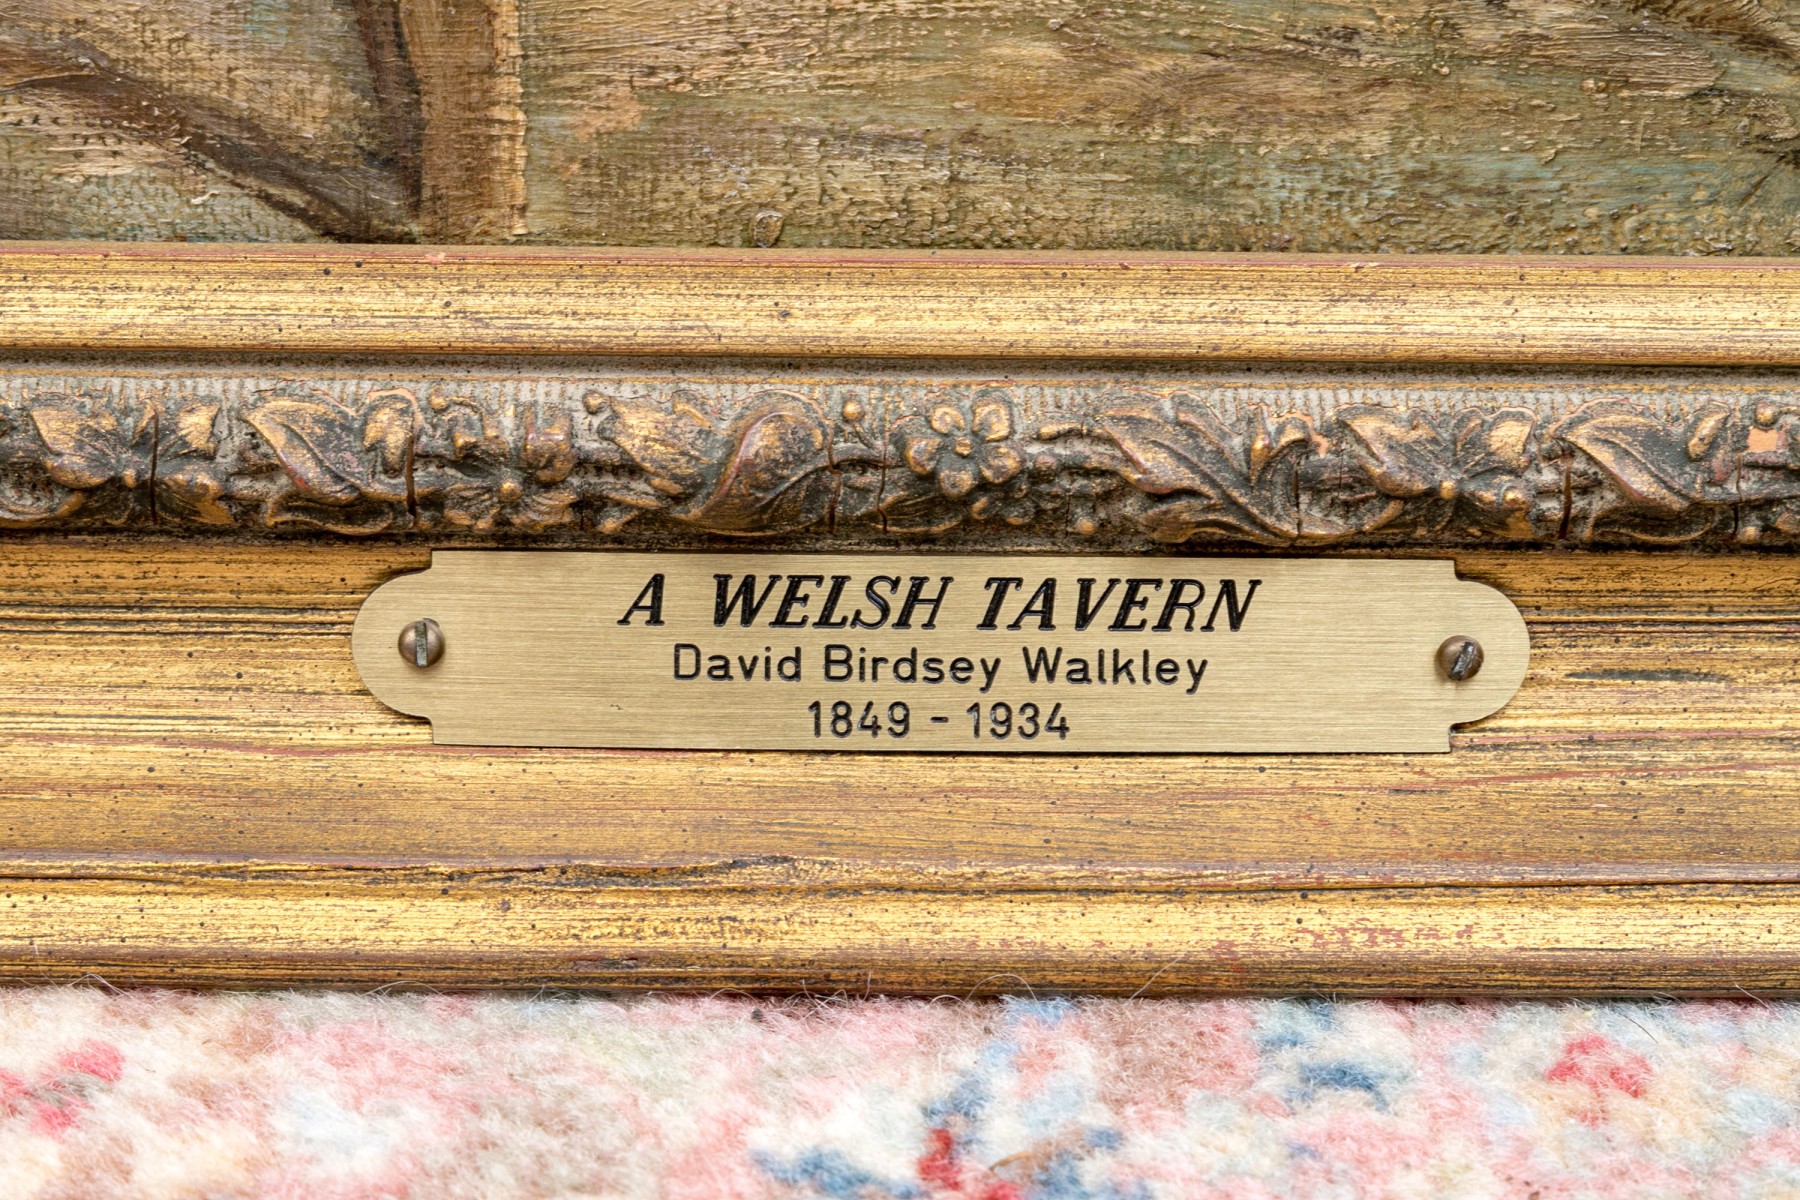 A WELSH TAVERN
David Birdsey Walkley
1849 - 1934